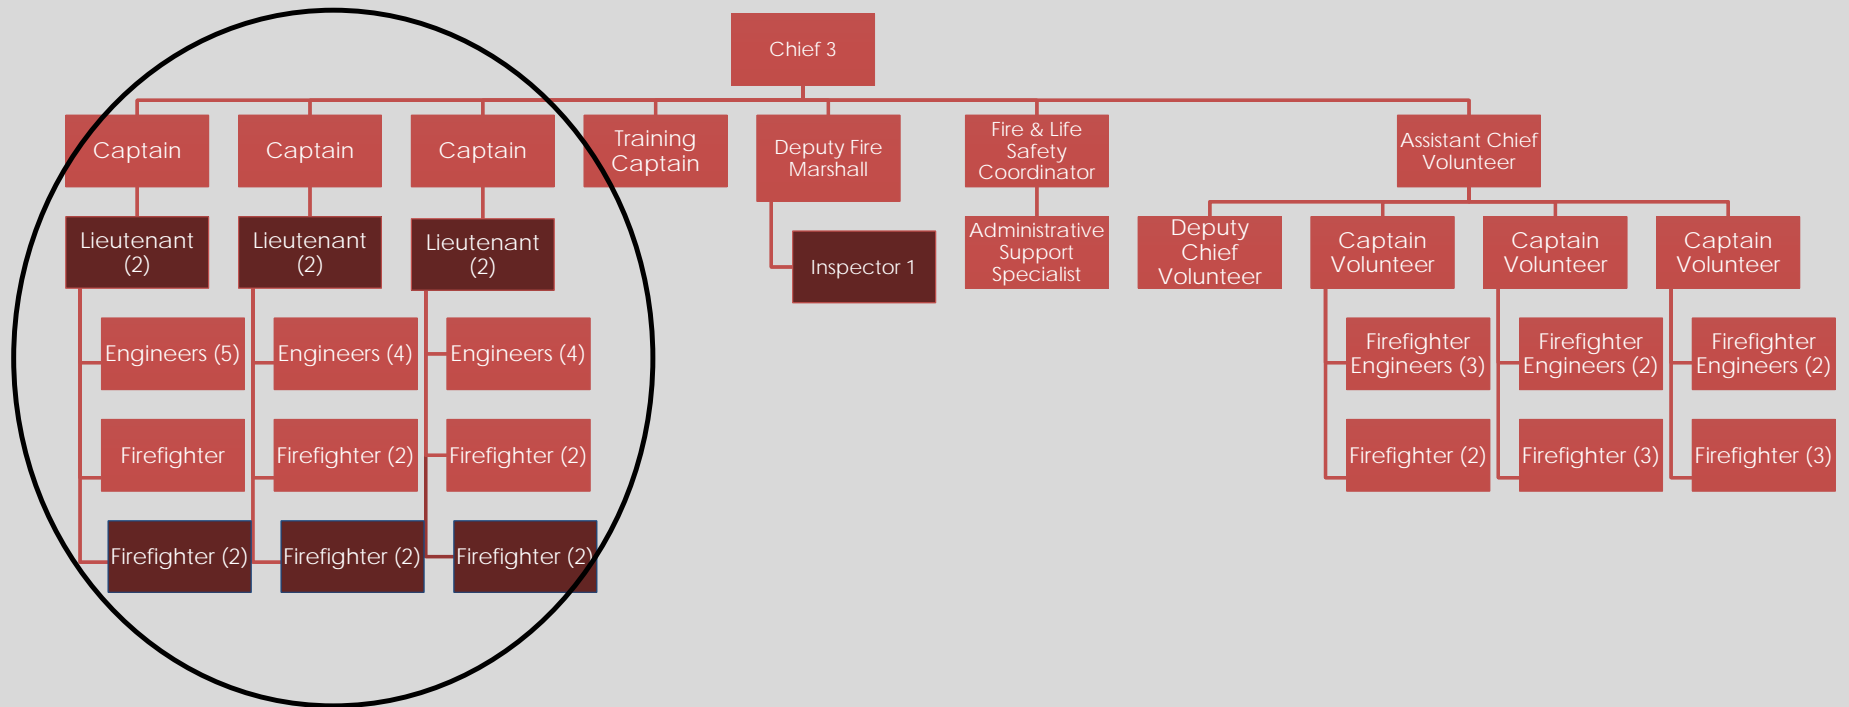 Chief 3
Captain
Captain
Captain
Training
Captain
Deputy Fire
Marshall
Fire & Life
Safety
Coordinator
Assistant Chief
Volunteer
Lieutenant
(2)
Lieutenant
(2)
Lieutenant
(2)
Inspector 1
Administrative
Support
Specialist
Deputy
Chief
Volunteer
Captain
Volunteer
Captain
Volunteer
Captain
Volunteer
Engineers (5)
Engineers (4)
Engineers (4)
Firefighter
Engineers (3)
Firefighter
Engineers (2)
Firefighter
Engineers (2)
Firefighter
Firefighter (2)
Firefighter (2)
Firefighter (2)
Firefighter (3)
Firefighter (3)
Firefighter (2)
Firefighter (2)
Firefighter (2)